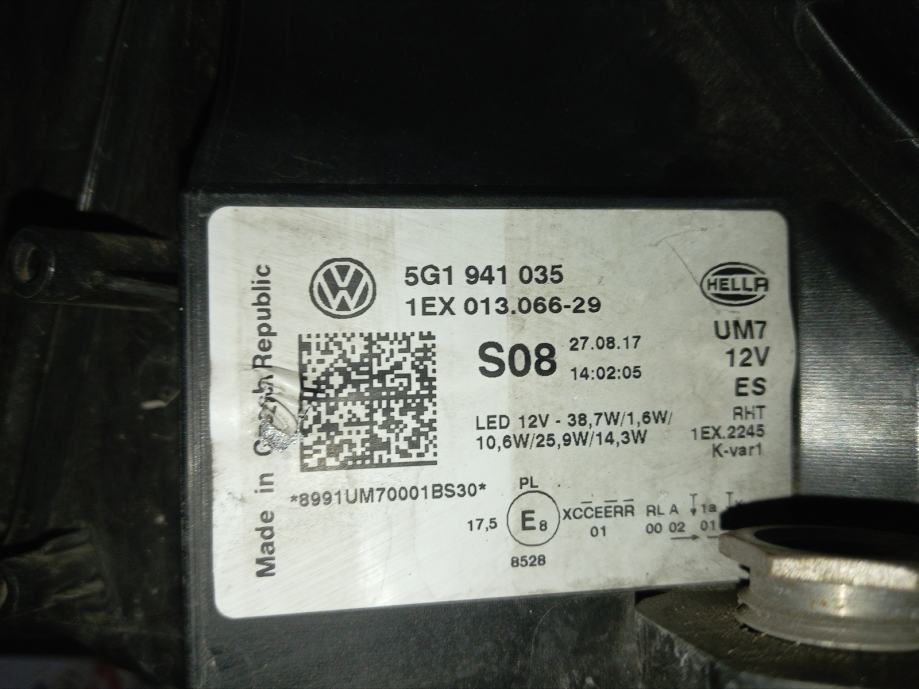 Made in Czech Republic
5G1 941 035
1EX 013.066-29
HELLA
UM7
12V
ES
RHT
1EX.2245
K-var1
S08
27.08.17
14:02:05
LED 12V - 38,7W/1,6W/
10,6W/25,9W/14,3W
*8991UM70001BS30*
PL
17,5
E8
8528
XCCEERR RL A 1a
01 00 02 01